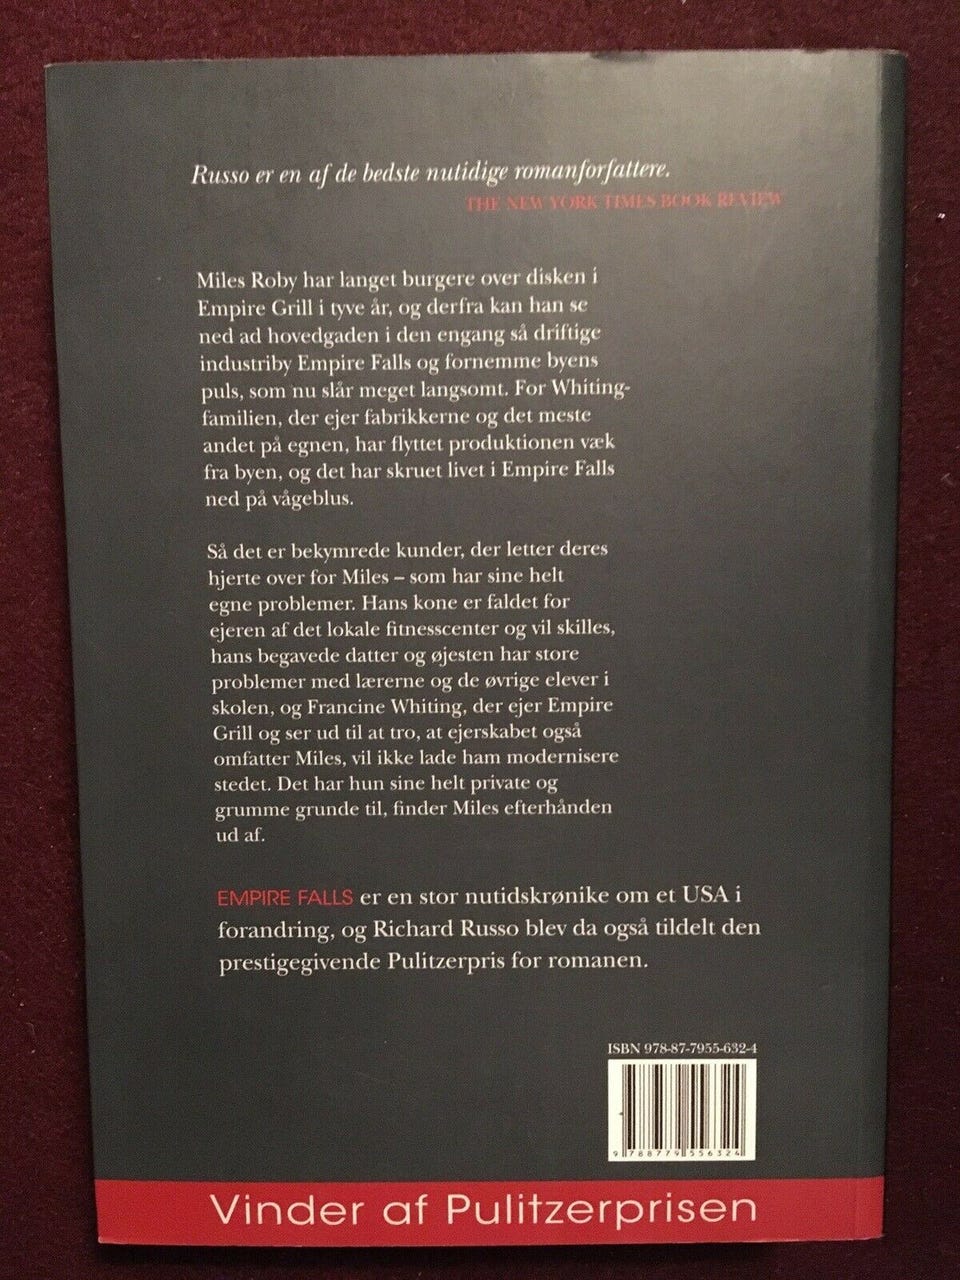 Russo er en af de bedste nutidige romanforfattere.
THE NEW YORK TIMES BOOK REVIEW
Miles Roby har langet burgere over disken i
Empire Grill i tyve år, og derfra kan han se
ned ad hovedgaden i den engang så driftige
industriby Empire Falls og fornemme byens
puls, som nu slår meget langsomt. For Whiting-
familien, der ejer fabrikkerne og det meste
andet på egnen, har flyttet produktionen væk
fra byen, og det har skruet livet i Empire Falls
ned på vågeblus.
Så det er bekymrede kunder, der letter deres
hjerte over for Miles – som har sine helt
egne problemer. Hans kone er faldet for
ejeren af det lokale fitnesscenter og vil skilles,
hans begavede datter og øjesten har store
problemer med lærerne og de øvrige elever i
skolen, og Francine Whiting, der ejer Empire
Grill og ser ud til at tro, at ejerskabet også
omfatter Miles, vil ikke lade ham modernisere
stedet. Det har hun sine helt private og
grumme grunde til, finder Miles efterhånden
ud af.
EMPIRE FALLS er en stor nutidskrønike om et USA i
forandring, og Richard Russo blev da også tildelt den
prestigegivende Pulitzerpris for romanen.
ISBN 978-87-7955-632-4
9 788779 556324
Vinder af Pulitzerprisen